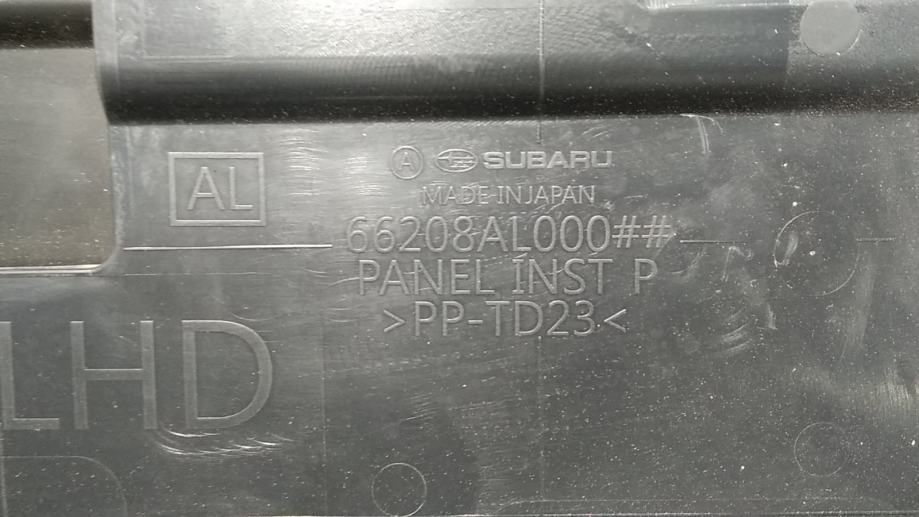 Ⓐ SUBARU
AL
MADE IN JAPAN
66208AL000##
PANEL INST P
>PP-TD23<
LHD